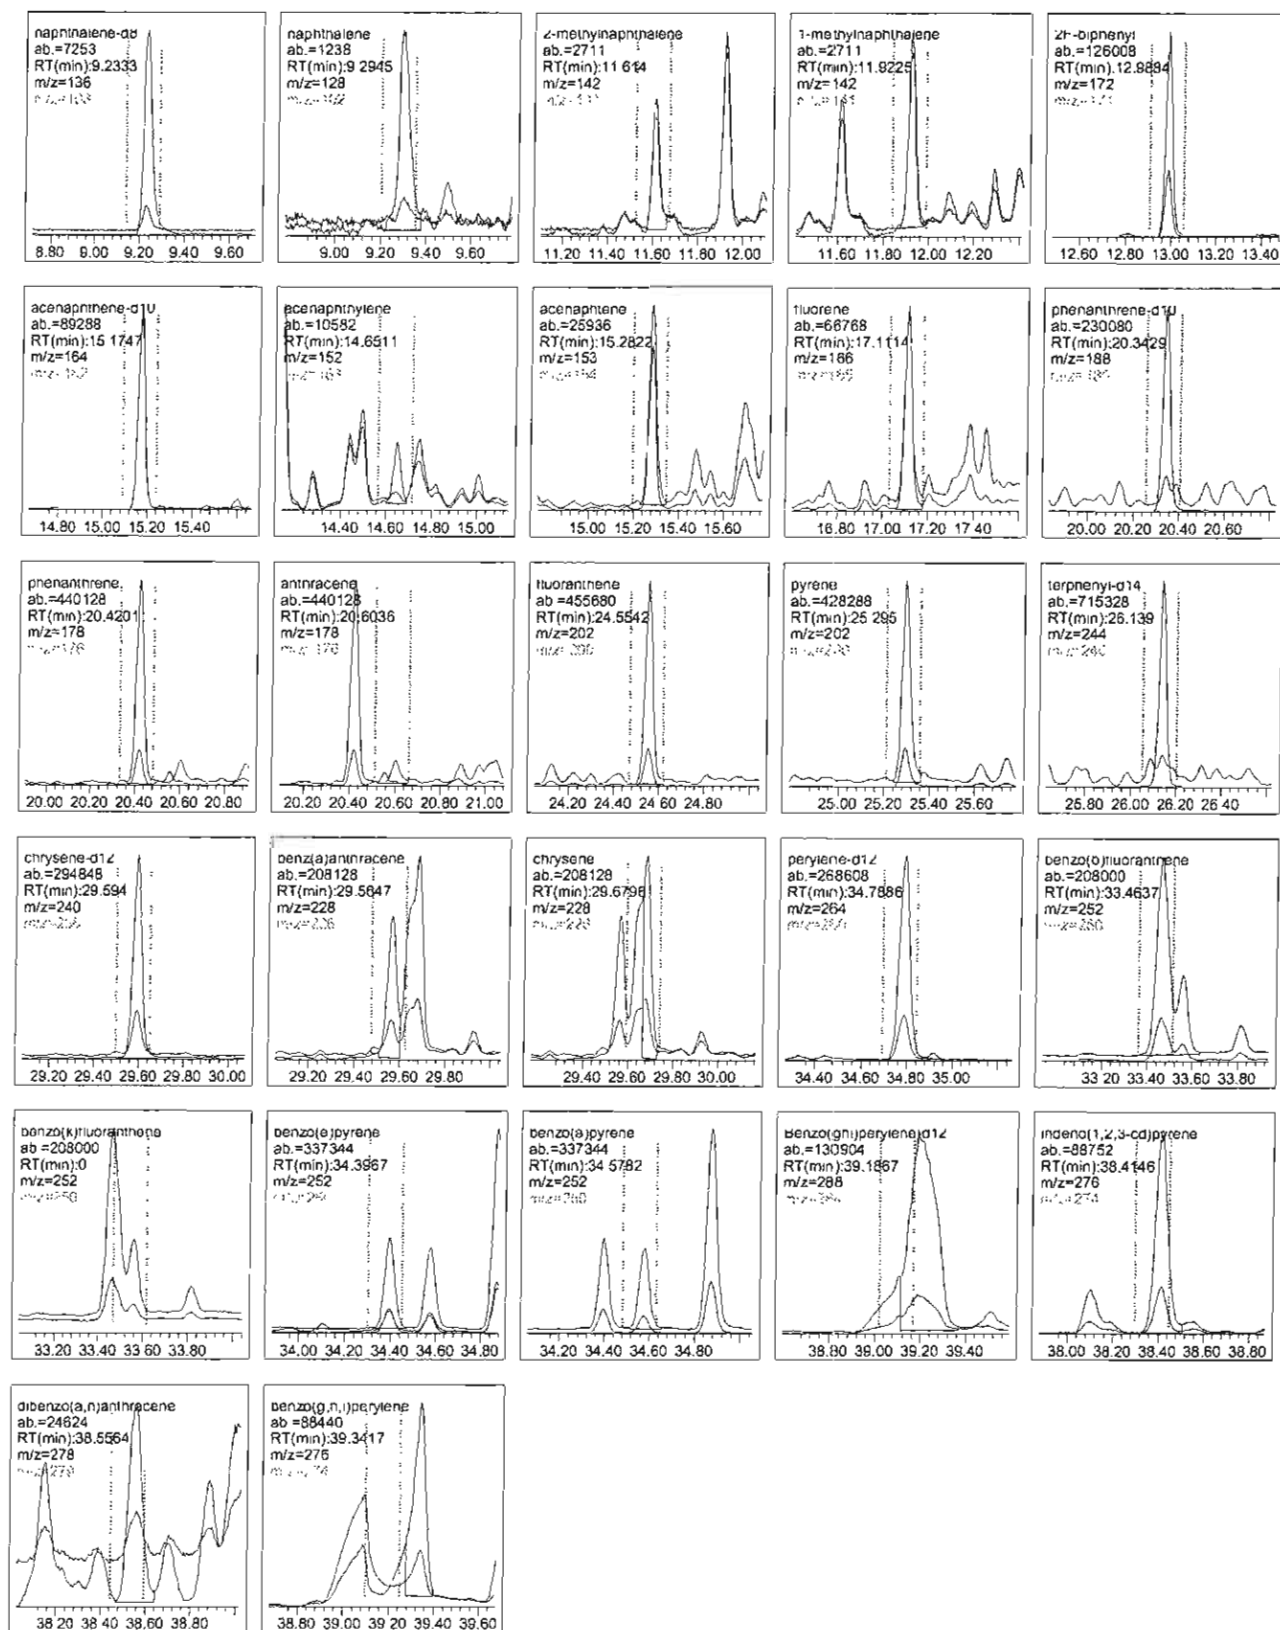 naphthalene-d8
ab.=7253
RT(min):9.2333
m/z=136
8.80 9.00 9.20 9.40 9.60
naphthalene
ab.=1238
RT(min):9.2945
m/z=128
9.00 9.20 9.40 9.60
2-methylnaphthalene
ab.=2711
RT(min):11.614
m/z=142
11.20 11.40 11.60 11.80 12.00
1-methylnaphthalene
ab.=2711
RT(min):11.9225
m/z=142
11.60 11.80 12.00 12.20
2F-biphenyl
ab.=126008
RT(min):12.9884
m/z=172
12.60 12.80 13.00 13.20 13.40
acenaphthene-d10
ab.=89288
RT(min):15.1747
m/z=164
14.80 15.00 15.20 15.40
acenaphthylene
ab.=10582
RT(min):14.6511
m/z=152
14.40 14.60 14.80 15.00
acenaphtene
ab.=25936
RT(min):15.2822
m/z=153
15.00 15.20 15.40 15.60
fluorene
ab.=66768
RT(min):17.1114
m/z=166
16.80 17.00 17.20 17.40
phenanthrene-d10
ab.=230080
RT(min):20.3429
m/z=188
20.00 20.20 20.40 20.60
phenanthrene
ab.=440128
RT(min):20.4201
m/z=178
m/z=176
20.00 20.20 20.40 20.60 20.80
anthracene
ab.=440128
RT(min):20.6036
m/z=178
m/z=176
20.20 20.40 20.60 20.80 21.00
fluoranthene
ab.=455680
RT(min):24.5542
m/z=202
m/z=200
24.20 24.40 24.60 24.80
pyrene
ab.=428288
RT(min):25.295
m/z=202
m/z=200
25.00 25.20 25.40 25.60
terphenyl-d14
ab.=715328
RT(min):26.139
m/z=244
25.80 26.00 26.20 26.40
chrysene-d12
ab.=294848
RT(min):29.594
m/z=240
29.20 29.40 29.60 29.80 30.00
benz(a)anthracene
ab.=208128
RT(min):29.5647
m/z=228
m/z=226
29.20 29.40 29.60 29.80
chrysene
ab.=208128
RT(min):29.6796
m/z=228
m/z=226
29.40 29.60 29.80 30.00
perylene-d12
ab.=268608
RT(min):34.7886
m/z=264
m/z=260
34.40 34.60 34.80 35.00
benzo(b)fluoranthene
ab.=208000
RT(min):33.4637
m/z=252
m/z=250
33.20 33.40 33.60 33.80
benzo(k)fluoranthene
ab.=208000
RT(min):0
m/z=252
m/z=250
33.20 33.40 33.60 33.80
benzo(e)pyrene
ab.=337344
RT(min):34.3967
m/z=252
34.00 34.20 34.40 34.60 34.80
benzo(a)pyrene
ab.=337344
RT(min):34.5782
m/z=252
m/z=250
34.20 34.40 34.60 34.80
Benzo(ghi)perylene)d12
ab.=130904
RT(min):39.1867
m/z=288
m/z=284
38.80 39.00 39.20 39.40
indeno(1,2,3-cd)pyrene
ab.=88752
RT(min):38.4146
m/z=276
m/z=274
38.00 38.20 38.40 38.60 38.80
dibenzo(a,h)anthracene
ab.=24624
RT(min):38.5564
m/z=278
38.20 38.40 38.60 38.80
benzo(g,h,i)perylene
ab.=88440
RT(min):39.3417
m/z=276
38.80 39.00 39.20 39.40 39.60